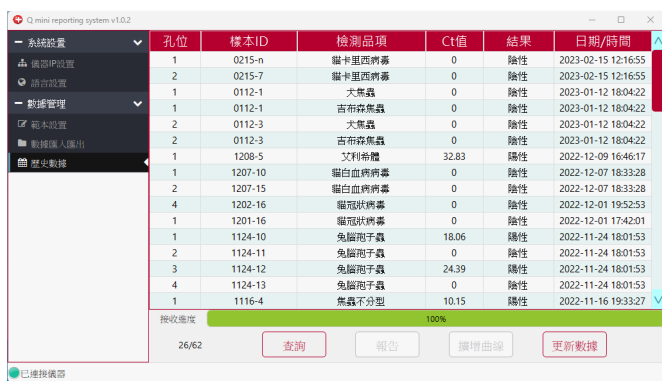 Q mini reporting system v1.0.2
系統設置
儀器IP設置
語言設置
數據管理
範本設置
數據匯入匯出
歷史數據
孔位 樣本ID 檢測品項 Ct值 結果 日期/時間
1 0215-n 貓卡里西病毒 0 陰性 2023-02-15 12:16:55
2 0215-7 貓卡里西病毒 0 陰性 2023-02-15 12:16:55
1 0112-1 犬焦蟲 0 陰性 2023-01-12 18:04:22
1 0112-1 吉布森焦蟲 0 陰性 2023-01-12 18:04:22
2 0112-3 犬焦蟲 0 陰性 2023-01-12 18:04:22
2 0112-3 吉布森焦蟲 0 陰性 2023-01-12 18:04:22
1 1208-5 艾利希體 32.83 陽性 2022-12-09 16:46:17
1 1207-10 貓白血病病毒 0 陰性 2022-12-07 18:33:28
2 1207-15 貓白血病病毒 0 陰性 2022-12-07 18:33:28
4 1202-16 貓冠狀病毒 0 陰性 2022-12-01 19:52:53
1 1201-16 貓冠狀病毒 0 陰性 2022-12-01 17:42:01
1 1124-10 兔腦孢子蟲 18.06 陽性 2022-11-24 18:01:53
2 1124-11 兔腦孢子蟲 0 陰性 2022-11-24 18:01:53
3 1124-12 兔腦孢子蟲 24.39 陽性 2022-11-24 18:01:53
4 1124-13 兔腦孢子蟲 0 陰性 2022-11-24 18:01:53
1 1116-4 焦蟲不分型 10.15 陽性 2022-11-16 19:33:27
接收進度 100%
26/62 查詢 報告 擴增曲線 更新數據
已連接儀器